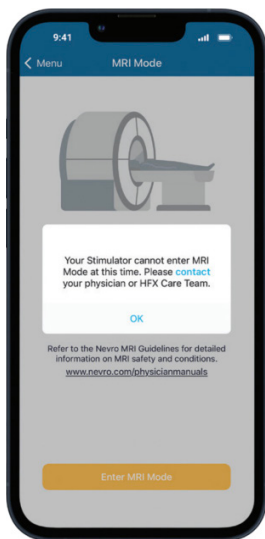 9:41
Menu MRI Mode
Your Stimulator cannot enter MRI
Mode at this time. Please contact
your physician or HFX Care Team.
OK
Refer to the Nevro MRI Guidelines for detailed
information on MRI safety and conditions.
www.nevro.com/physicianmanuals
Enter MRI Mode